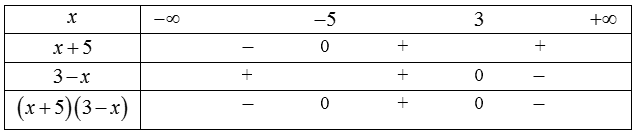 x −∞ −5 3 +∞
x+5 − 0 + +
3−x + + 0 −
(x+5)(3−x) − 0 + 0 −